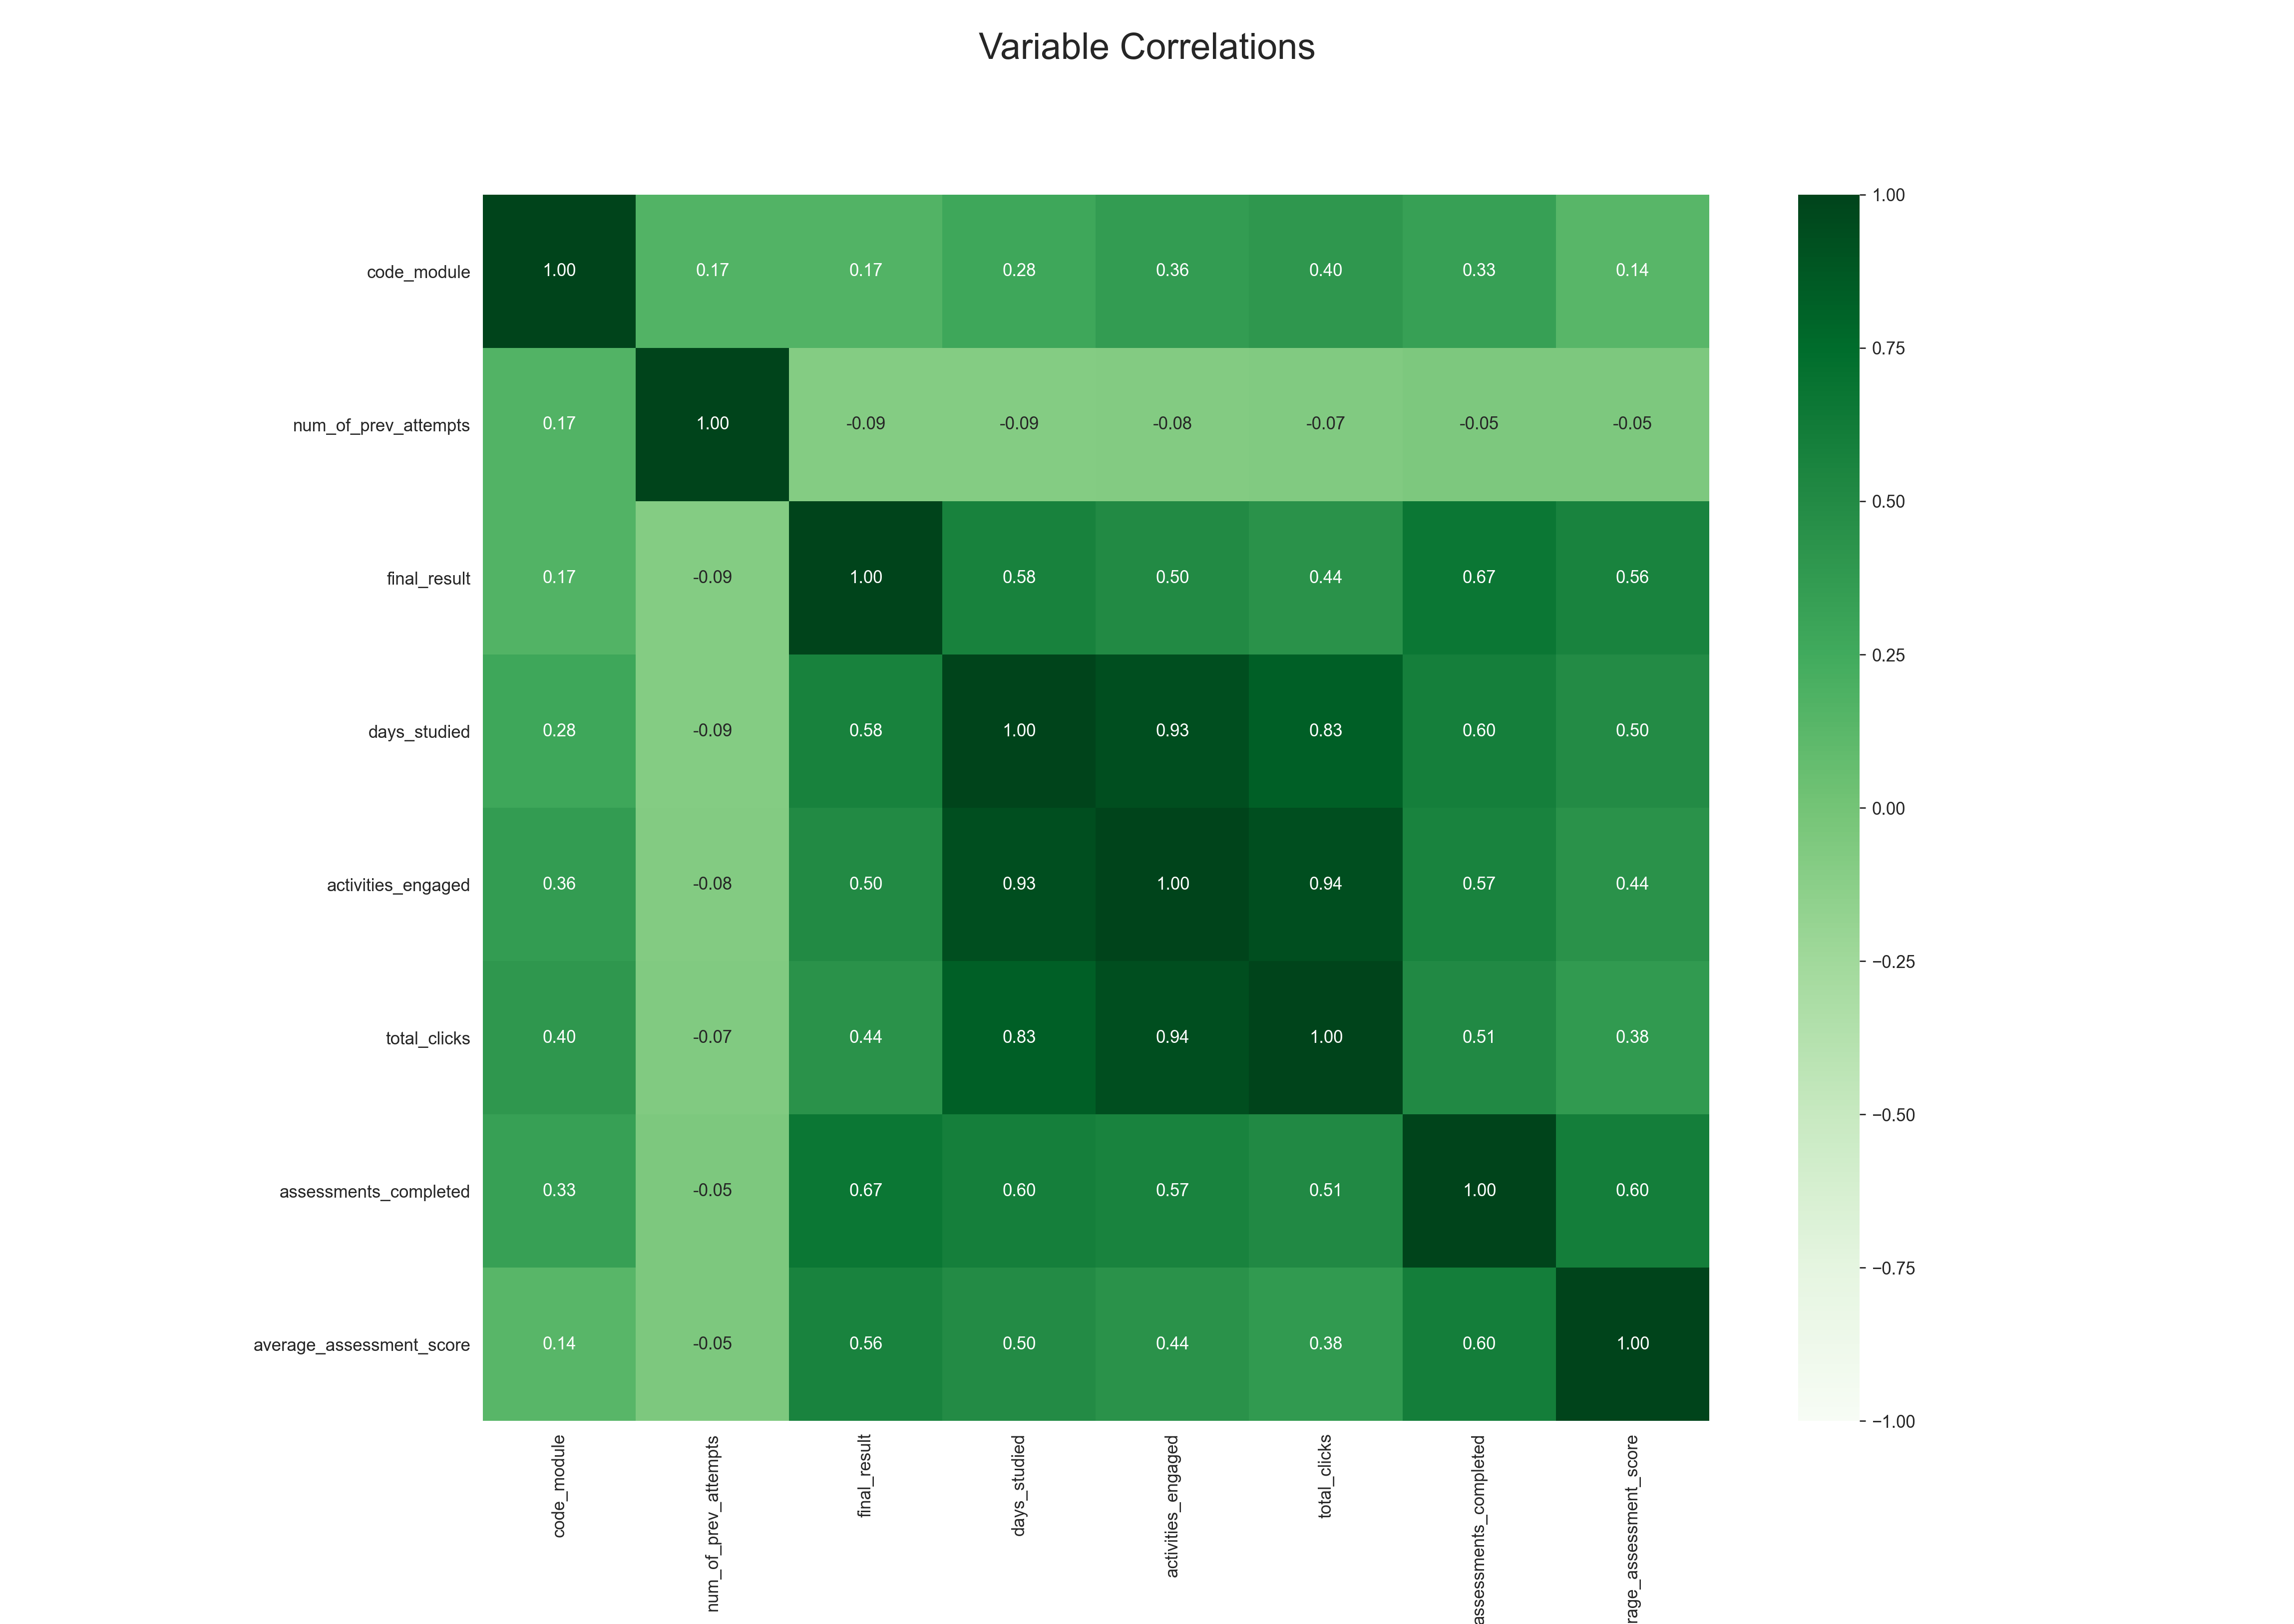 Variable Correlations
code_module 1.00 0.17 0.17 0.28 0.36 0.40 0.33 0.14
num_of_prev_attempts 0.17 1.00 -0.09 -0.09 -0.08 -0.07 -0.05 -0.05
final_result 0.17 -0.09 1.00 0.58 0.50 0.44 0.67 0.56
days_studied 0.28 -0.09 0.58 1.00 0.93 0.83 0.60 0.50
activities_engaged 0.36 -0.08 0.50 0.93 1.00 0.94 0.57 0.44
total_clicks 0.40 -0.07 0.44 0.83 0.94 1.00 0.51 0.38
assessments_completed 0.33 -0.05 0.67 0.60 0.57 0.51 1.00 0.60
average_assessment_score 0.14 -0.05 0.56 0.50 0.44 0.38 0.60 1.00
code_module
num_of_prev_attempts
final_result
days_studied
activities_engaged
total_clicks
assessments_completed
rage_assessment_score
1.00
0.75
0.50
0.25
0.00
−0.25
−0.50
−0.75
−1.00